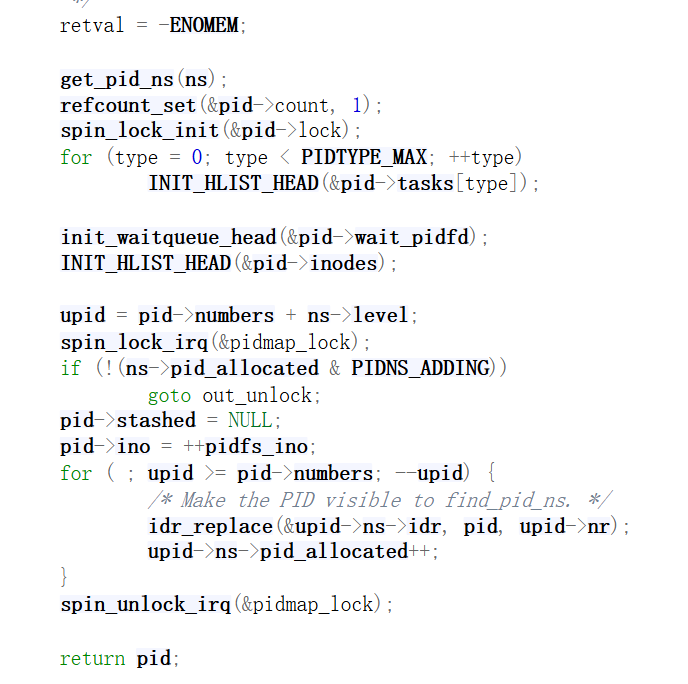 */
retval = -ENOMEM;
get_pid_ns(ns);
refcount_set(&pid->count, 1);
spin_lock_init(&pid->lock);
for (type = 0; type < PIDTYPE_MAX; ++type)
INIT_HLIST_HEAD(&pid->tasks[type]);
init_waitqueue_head(&pid->wait_pidfd);
INIT_HLIST_HEAD(&pid->inodes);
upid = pid->numbers + ns->level;
spin_lock_irq(&pidmap_lock);
if (!(ns->pid_allocated & PIDNS_ADDING))
goto out_unlock;
pid->stashed = NULL;
pid->ino = ++pidfs_ino;
for ( ; upid >= pid->numbers; --upid) {
/* Make the PID visible to find_pid_ns. */
idr_replace(&upid->ns->idr, pid, upid->nr);
upid->ns->pid_allocated++;
}
spin_unlock_irq(&pidmap_lock);
return pid;